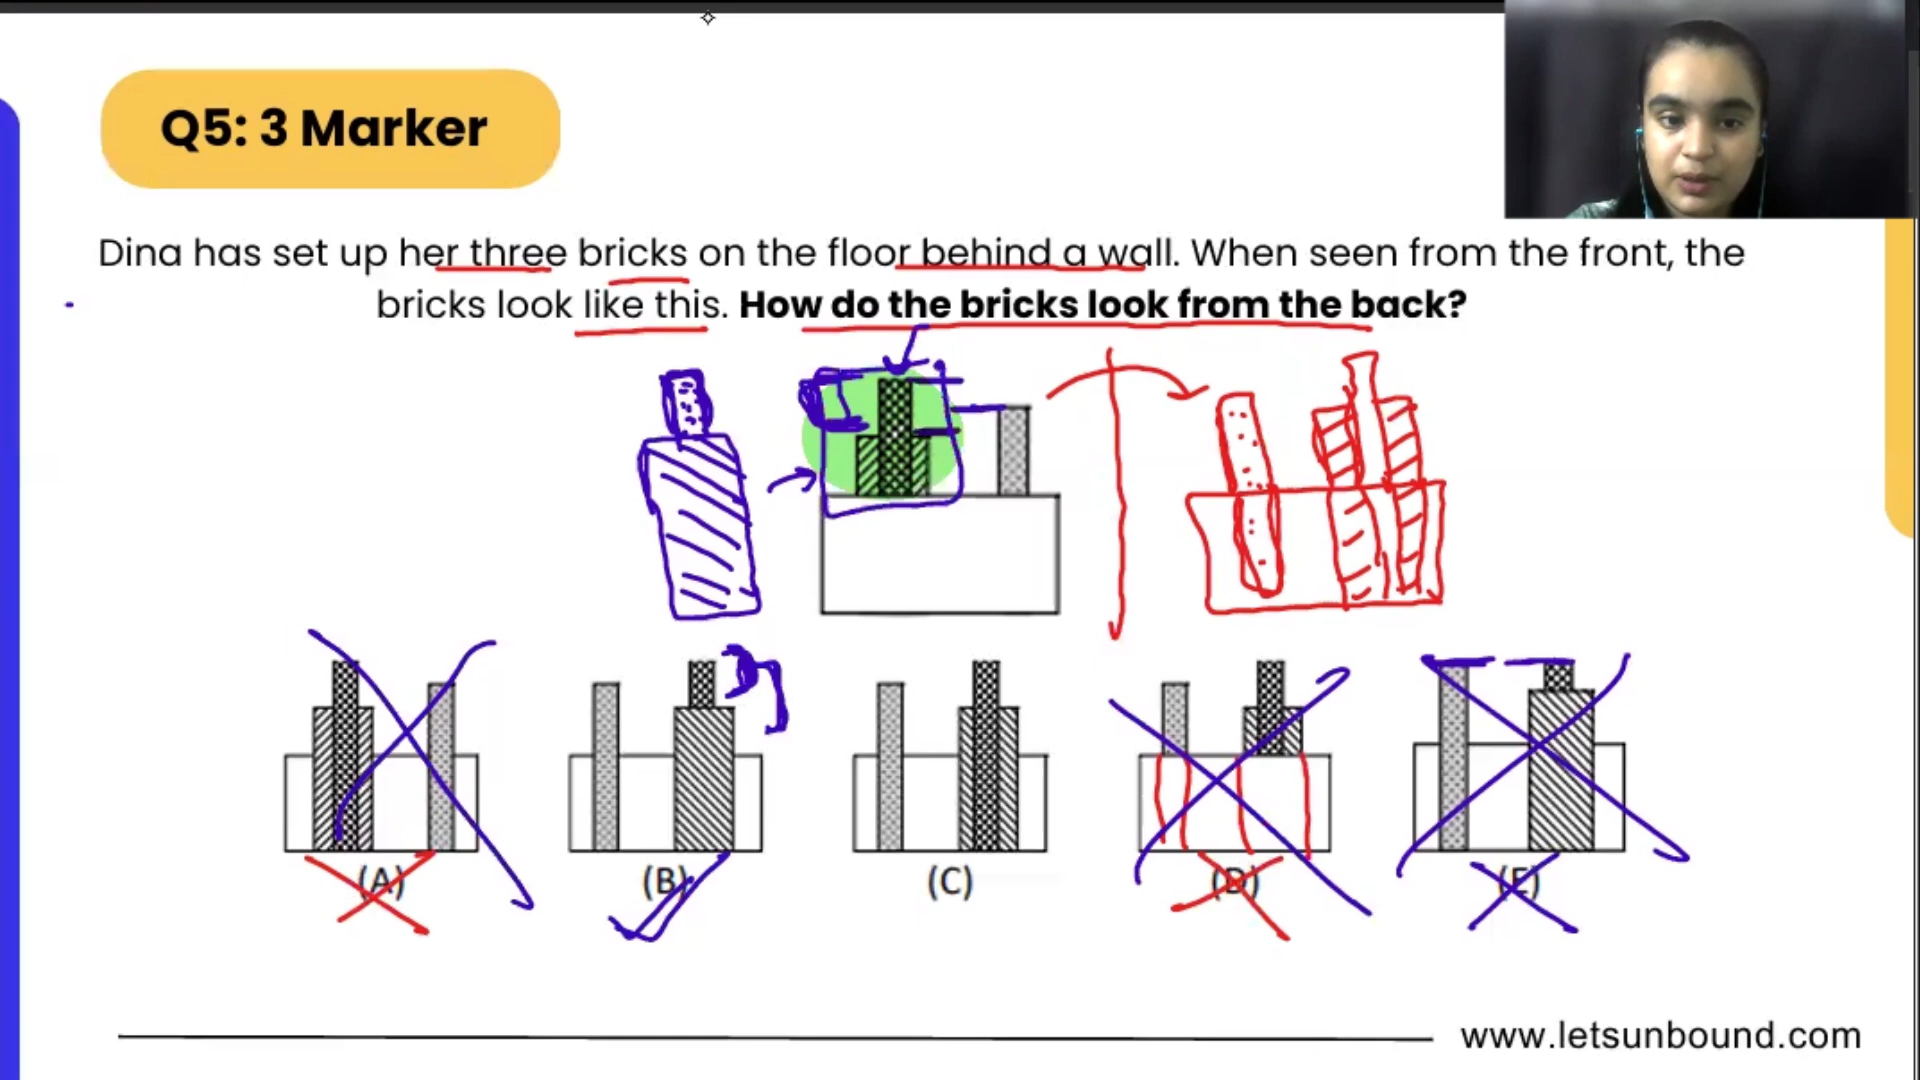 Q5: 3 Marker
Dina has set up her three bricks on the floor behind a wall. When seen from the front, the
bricks look like this. How do the bricks look from the back?
(A) (B) (C) (D) (E)
www.letsunbound.com